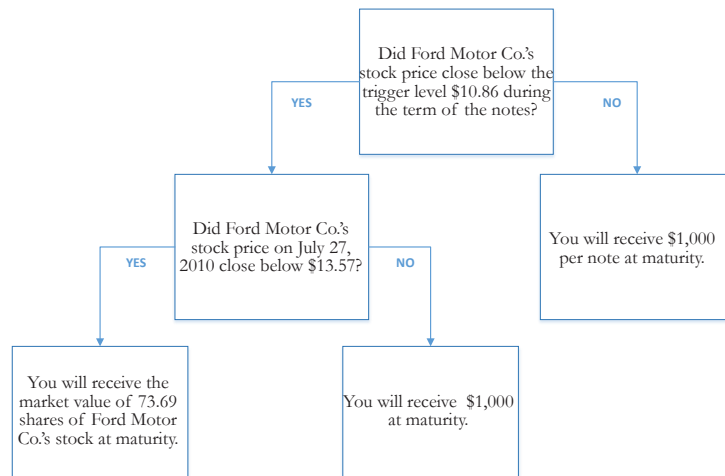 Did Ford Motor Co.'s
stock price close below the
trigger level $10.86 during
the term of the notes?
YES
NO
Did Ford Motor Co.'s
stock price on July 27,
2010 close below $13.57?
You will receive $1,000
per note at maturity.
YES
NO
You will receive the
market value of 73.69
shares of Ford Motor
Co.'s stock at maturity.
You will receive $1,000
at maturity.